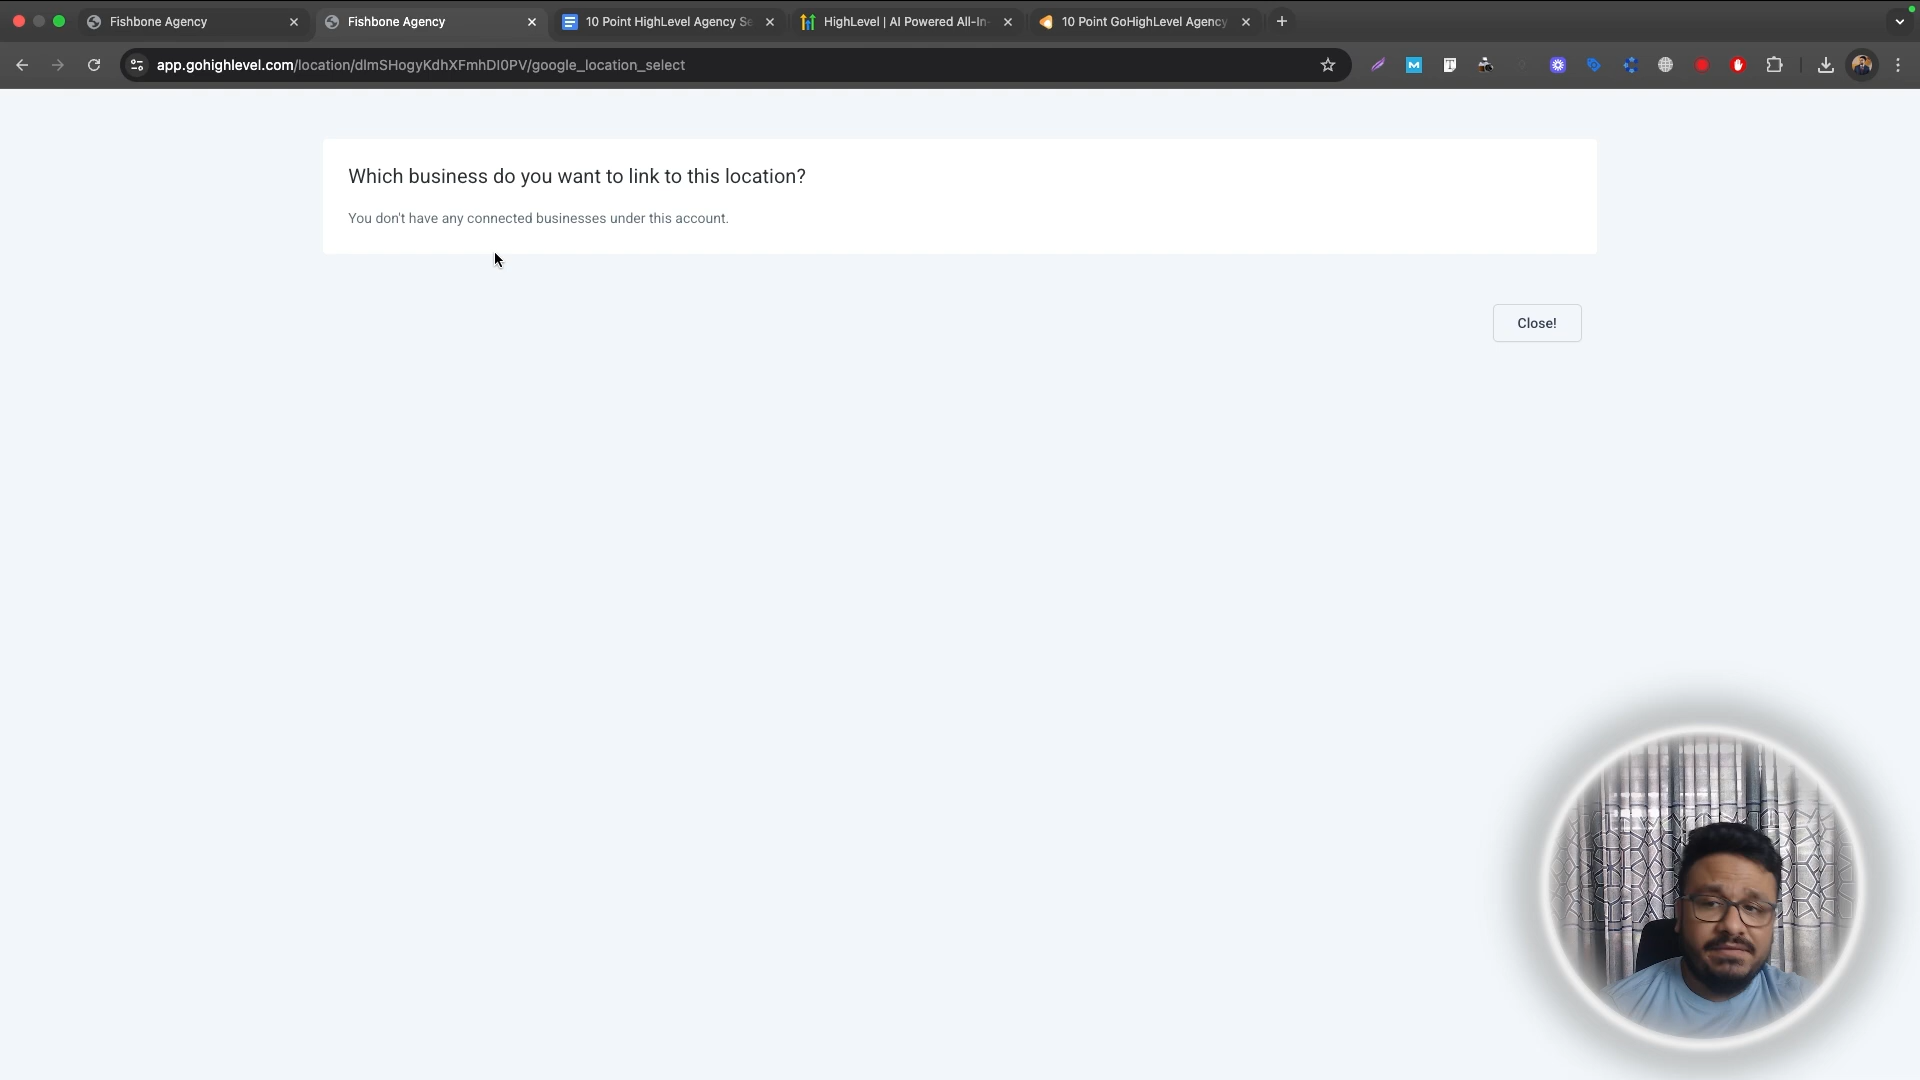 Fishbone Agency
Fishbone Agency
10 Point HighLevel Agency Se
HighLevel | AI Powered All-In-
10 Point GoHighLevel Agency
app.gohighlevel.com/location/dlmSHogyKdhXFmhDI0PV/google_location_select
Which business do you want to link to this location?
You don't have any connected businesses under this account.
Close!